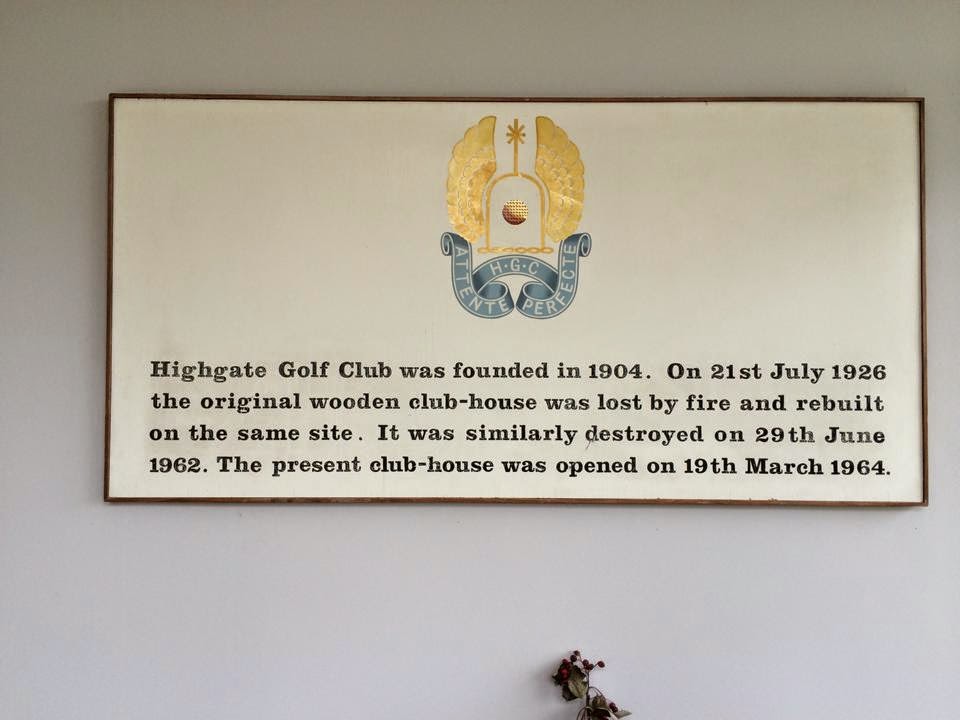 H·G·C
ATTENTE PERFECTE
Highgate Golf Club was founded in 1904. On 21st July 1926
the original wooden club-house was lost by fire and rebuilt
on the same site. It was similarly destroyed on 29th June
1962. The present club-house was opened on 19th March 1964.